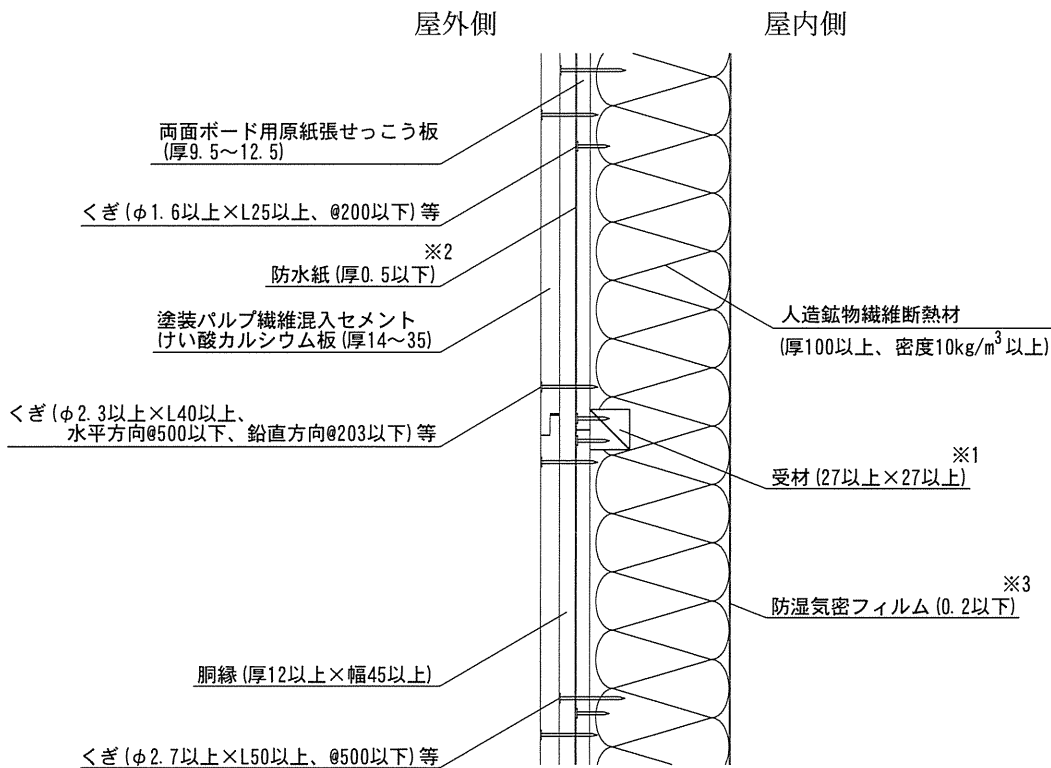 屋外側
屋内側
両面ボード用原紙張せっこう板
(厚9.5～12.5)
くぎ(φ1.6以上×L25以上、@200以下)等
※2
防水紙(厚0.5以下)
塗装パルプ繊維混入セメント
けい酸カルシウム板(厚14～35)
くぎ(φ2.3以上×L40以上、
水平方向@500以下、鉛直方向@203以下)等
胴縁(厚12以上×幅45以上)
くぎ(φ2.7以上×L50以上、@500以下)等
人造鉱物繊維断熱材
(厚100以上、密度10kg/m³以上)
※1
受材(27以上×27以上)
※3
防湿気密フィルム(0.2以下)